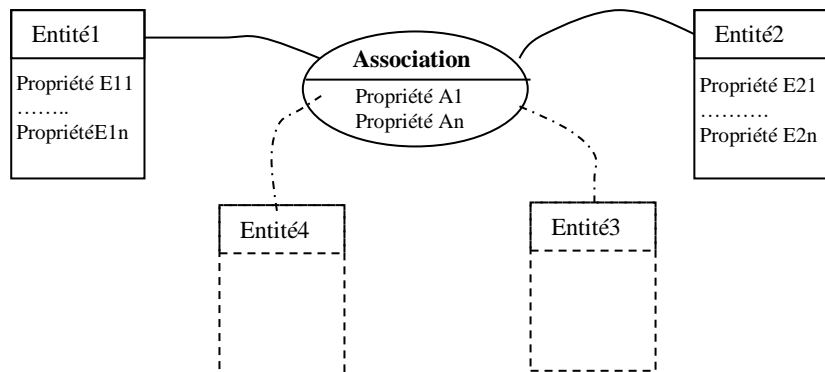 Entité1
Propriété E11
……..
PropriétéE1n
Association
Propriété A1
Propriété An
Entité2
Propriété E21
……….
Propriété E2n
Entité4
Entité3